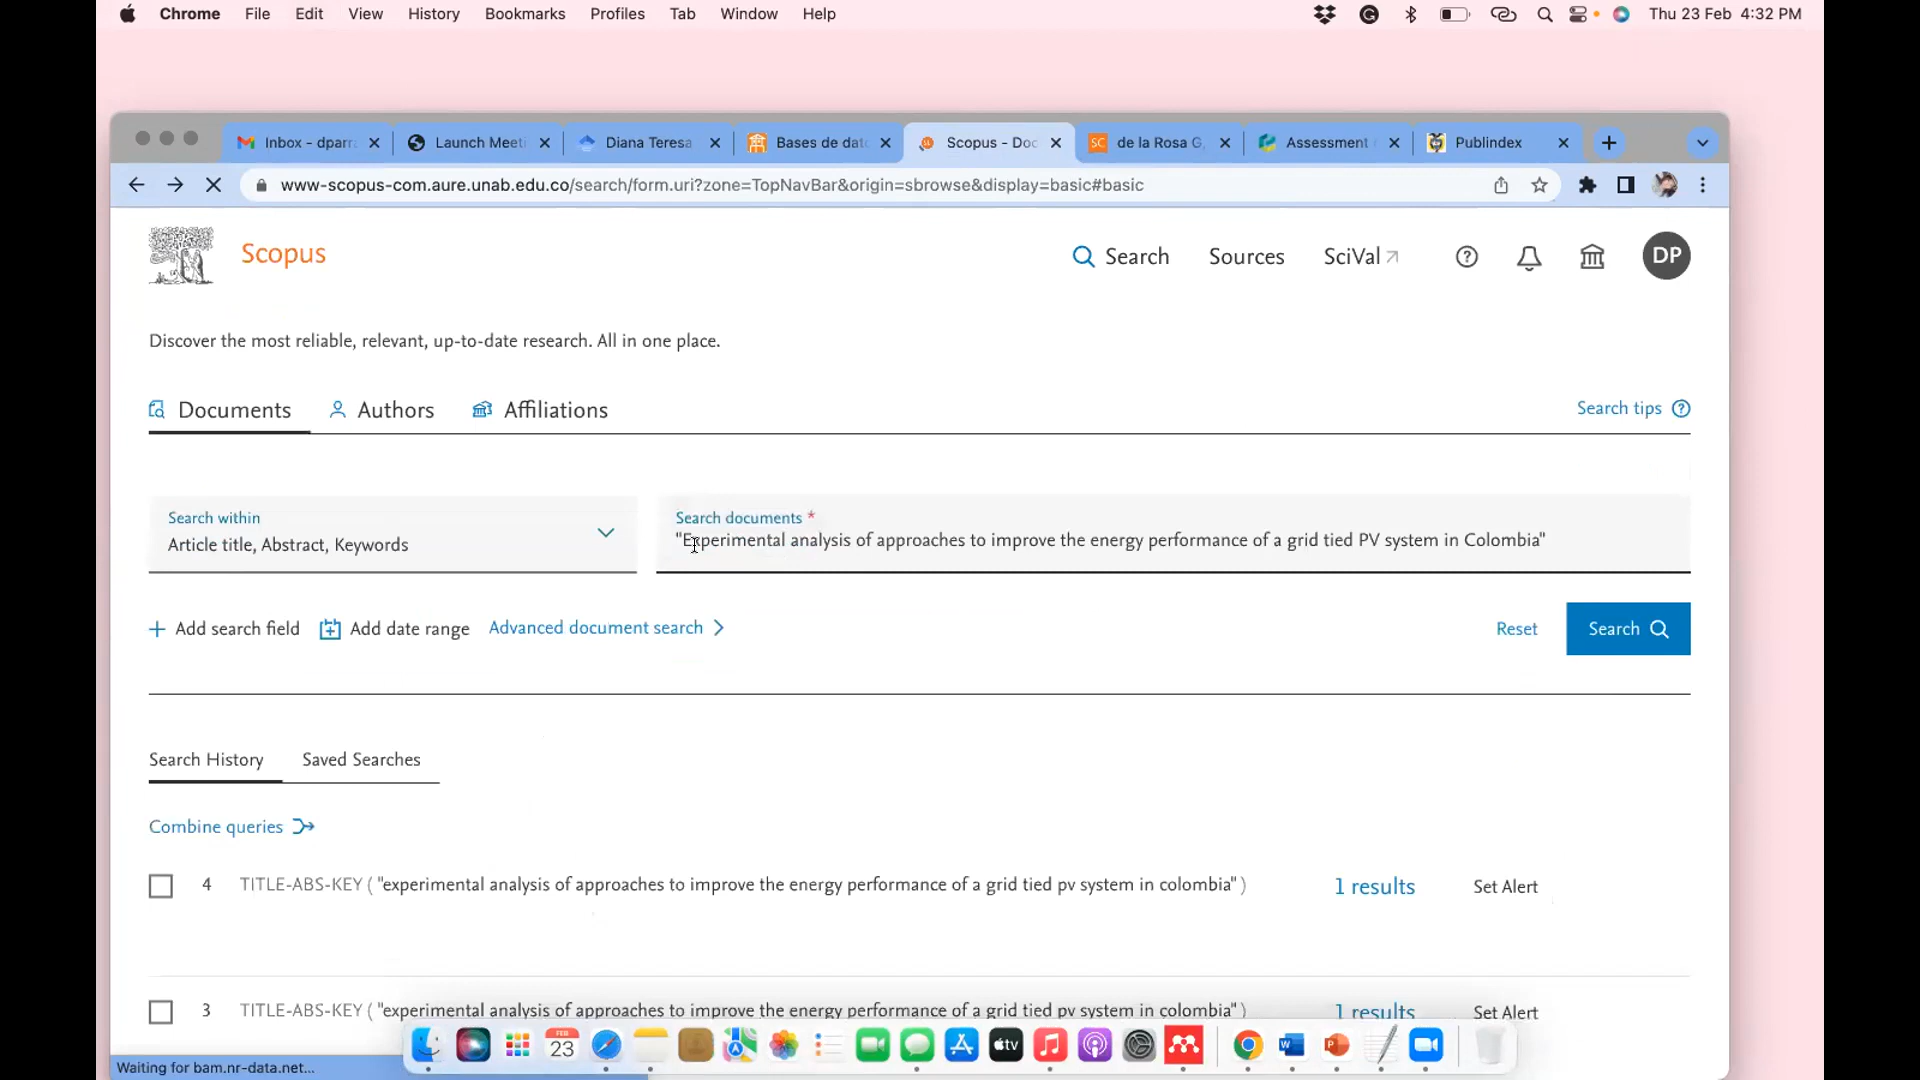 Chrome File Edit View History Bookmarks Profiles Tab Window Help Thu 23 Feb 4:32 PM
Inbox - dparr Launch Meeti Diana Teresa Bases de dato Scopus - Doc SC de la Rosa G, Assessment Publindex
www-scopus-com.aure.unab.edu.co/search/form.uri?zone=TopNavBar&origin=sbrowse&display=basic#basic
Scopus Search Sources SciVal DP
Discover the most reliable, relevant, up-to-date research. All in one place.
Documents Authors Affiliations Search tips
Search within
Article title, Abstract, Keywords
Search documents *
"Experimental analysis of approaches to improve the energy performance of a grid tied PV system in Colombia"
Add search field Add date range Advanced document search Reset Search
Search History Saved Searches
Combine queries
4 TITLE-ABS-KEY ( "experimental analysis of approaches to improve the energy performance of a grid tied pv system in colombia" ) 1 results Set Alert
3 TITLE-ABS-KEY ( "experimental analysis of approaches to improve the energy performance of a grid tied pv system in colombia" ) 1 results Set Alert
FEB
23
tv
Waiting for bam.nr-data.net...